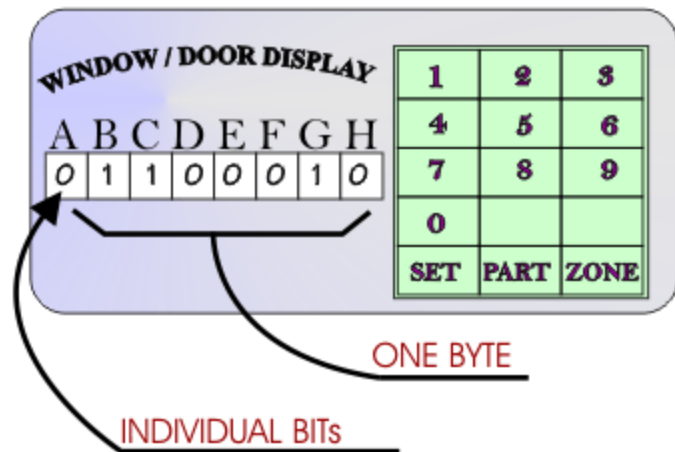 WINDOW / DOOR DISPLAY
A B C D E F G H
0 1 1 0 0 0 1 0
1 2 3
4 5 6
7 8 9
0
SET PART ZONE
ONE BYTE
INDIVIDUAL BITs